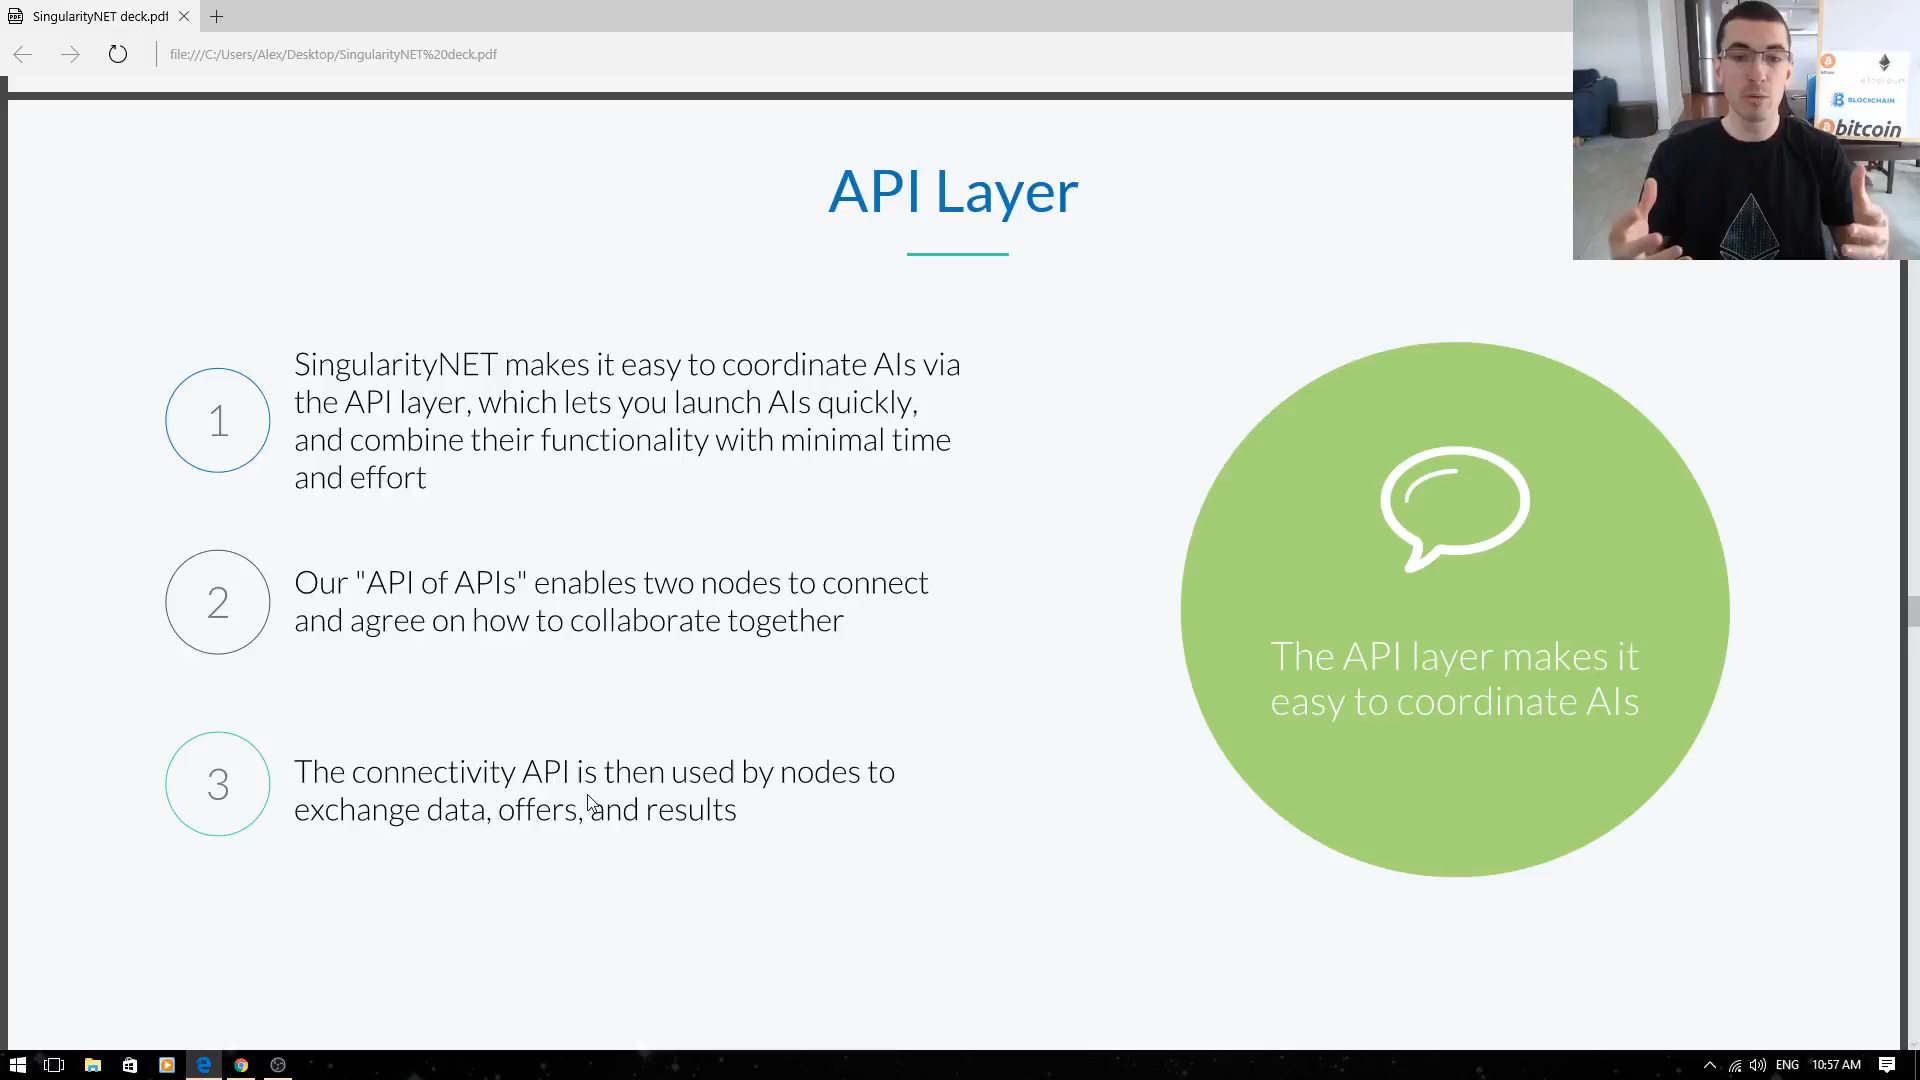 SingularityNET deck.pdf
file:///C:/Users/Alex/Desktop/SingularityNET%20deck.pdf
ethereum
BLOCKCHAIN
bitcoin
API Layer
1
SingularityNET makes it easy to coordinate AIs via
the API layer, which lets you launch AIs quickly,
and combine their functionality with minimal time
and effort
2
Our "API of APIs" enables two nodes to connect
and agree on how to collaborate together
3
The connectivity API is then used by nodes to
exchange data, offers, and results
The API layer makes it
easy to coordinate AIs
ENG
10:57 AM